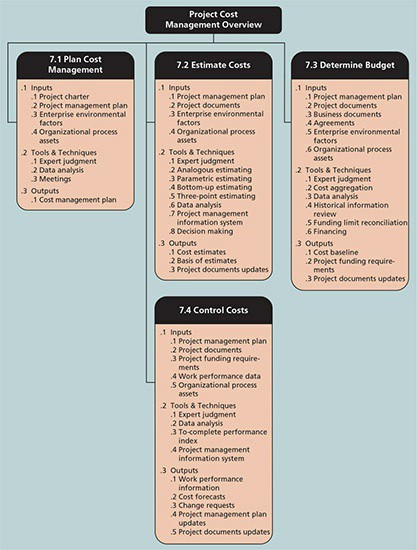 Project Cost
Management Overview
7.1 Plan Cost
Management
.1 Inputs
.1 Project charter
.2 Project management plan
.3 Enterprise environmental
factors
.4 Organizational process
assets
.2 Tools & Techniques
.1 Expert judgment
.2 Data analysis
.3 Meetings
.3 Outputs
.1 Cost management plan
7.2 Estimate Costs
.1 Inputs
.1 Project management plan
.2 Project documents
.3 Enterprise environmental
factors
.4 Organizational process
assets
.2 Tools & Techniques
.1 Expert judgment
.2 Analogous estimating
.3 Parametric estimating
.4 Bottom-up estimating
.5 Three-point estimating
.6 Data analysis
.7 Project management
information system
.8 Decision making
.3 Outputs
.1 Cost estimates
.2 Basis of estimates
.3 Project documents updates
7.3 Determine Budget
.1 Inputs
.1 Project management plan
.2 Project documents
.3 Business documents
.4 Agreements
.5 Enterprise environmental
factors
.6 Organizational process
assets
.2 Tools & Techniques
.1 Expert judgment
.2 Cost aggregation
.3 Data analysis
.4 Historical information
review
.5 Funding limit reconciliation
.6 Financing
.3 Outputs
.1 Cost baseline
.2 Project funding require-
ments
.3 Project documents updates
7.4 Control Costs
.1 Inputs
.1 Project management plan
.2 Project documents
.3 Project funding require-
ments
.4 Work performance data
.5 Organizational process
assets
.2 Tools & Techniques
.1 Expert judgment
.2 Data analysis
.3 To-complete performance
index
.4 Project management
information system
.3 Outputs
.1 Work performance
information
.2 Cost forecasts
.3 Change requests
.4 Project management plan
updates
.5 Project documents updates